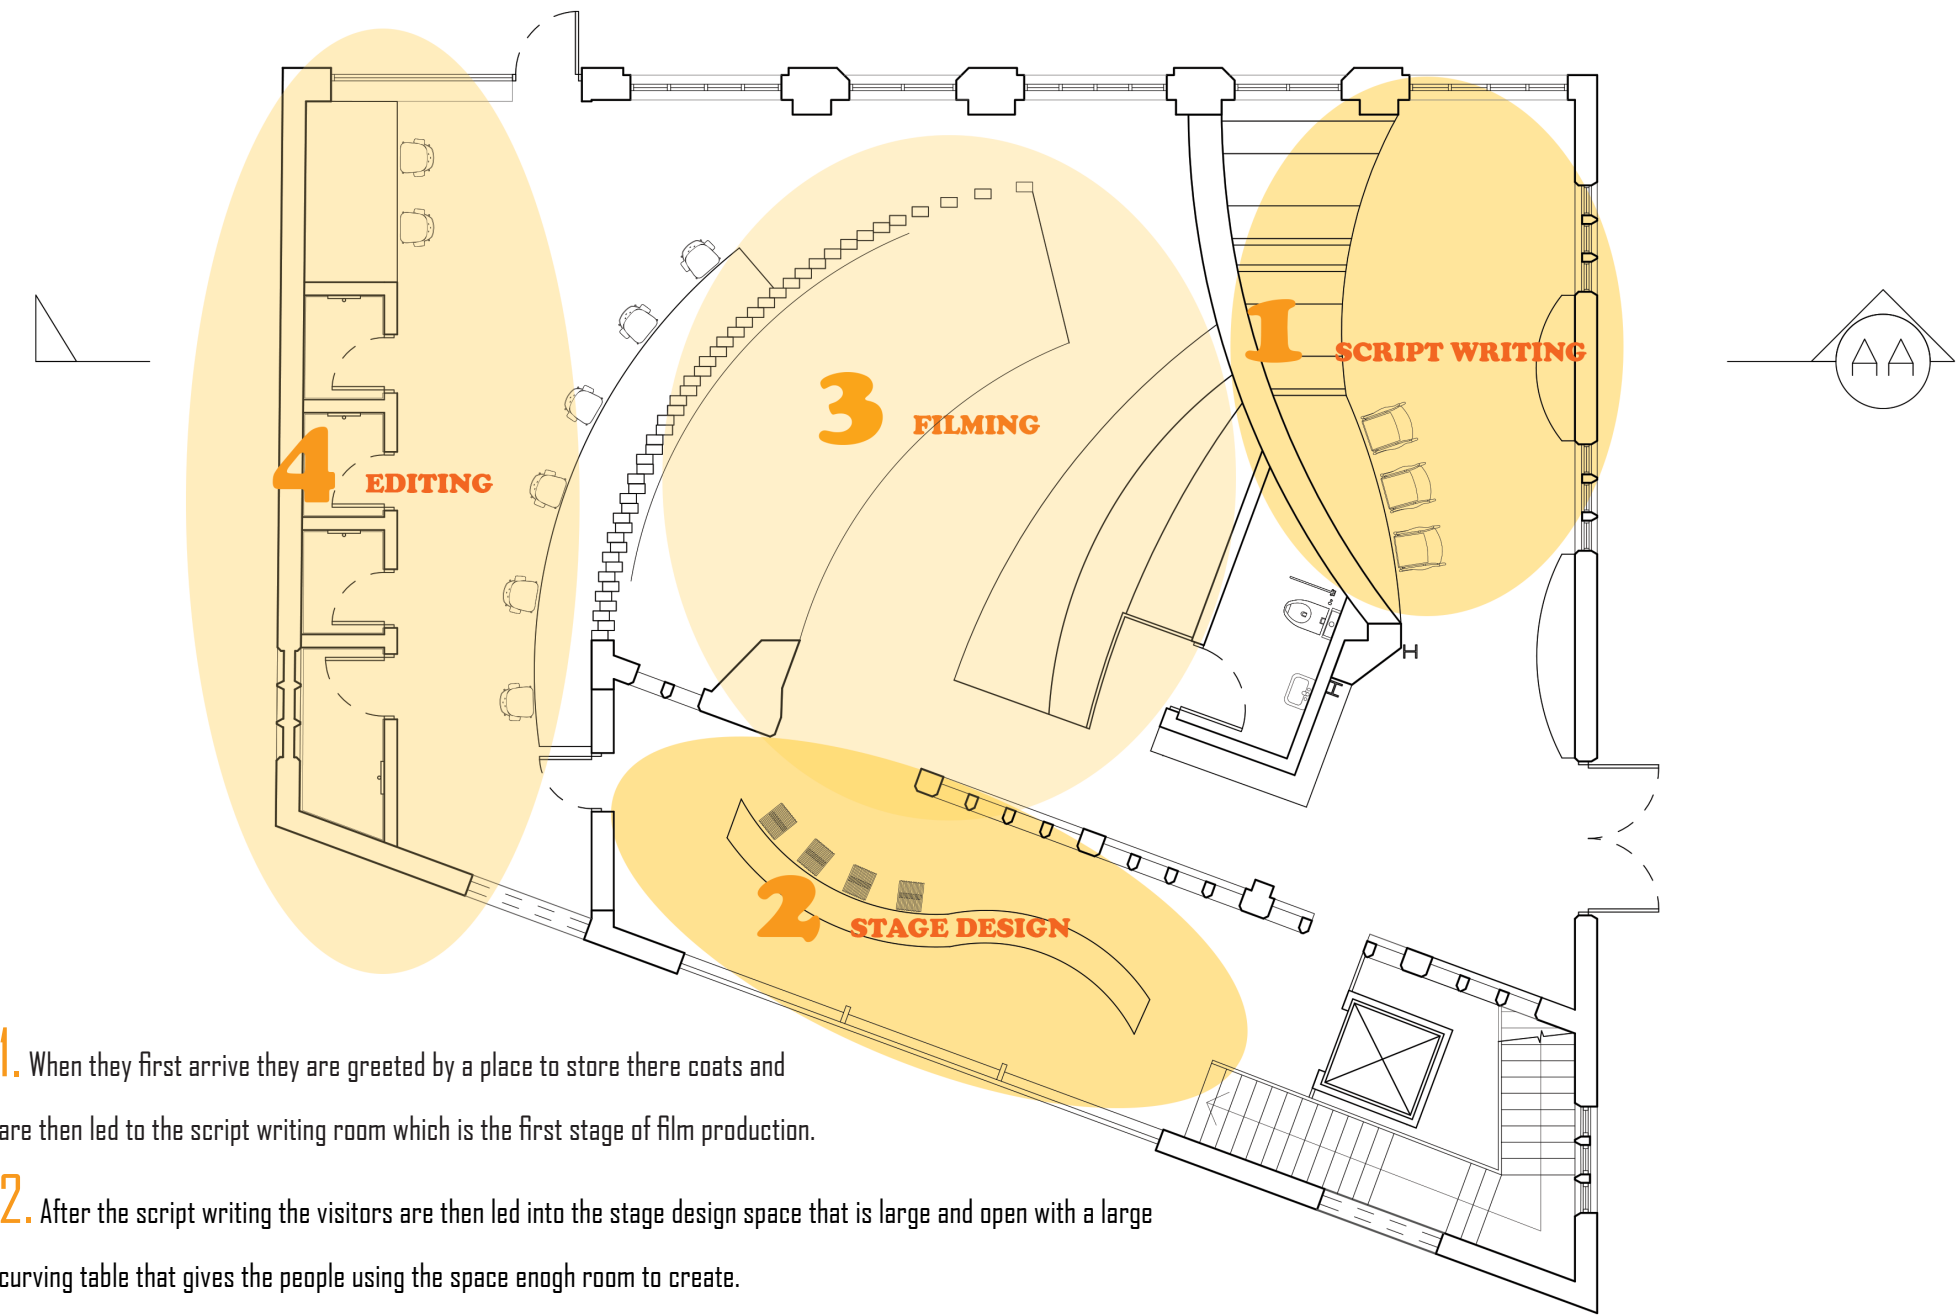 1 SCRIPT WRITING
3 FILMING
4 EDITING
2 STAGE DESIGN
A A
H
H
1. When they first arrive they are greeted by a place to store there coats and
are then led to the script writing room which is the first stage of film production.
2. After the script writing the visitors are then led into the stage design space that is large and open with a large
curving table that gives the people using the space enogh room to create.